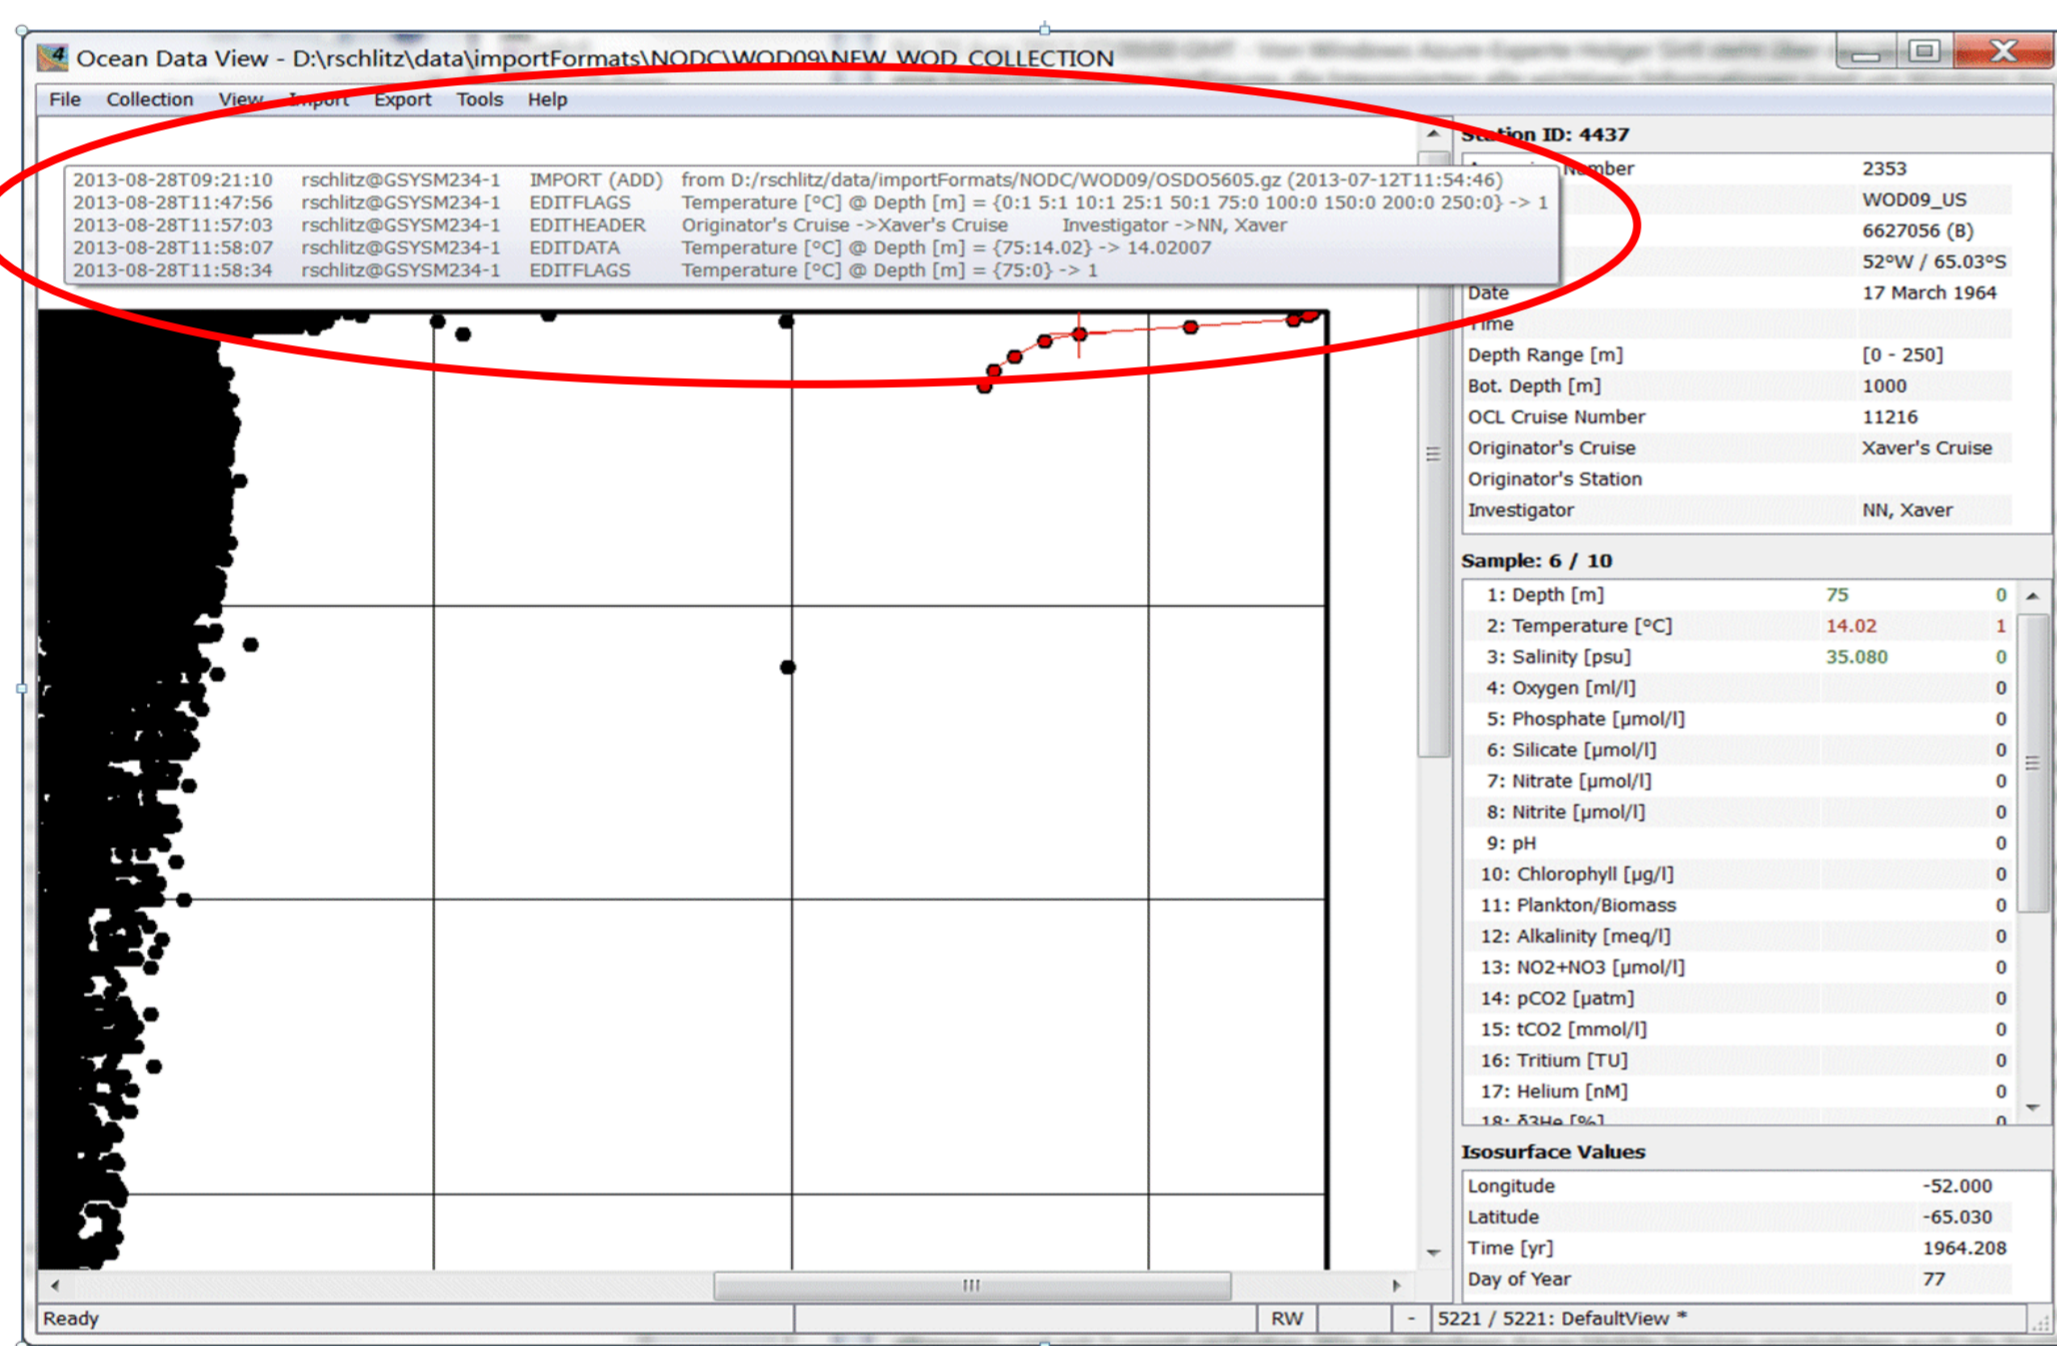 4 Ocean Data View - D:\rschlitz\data\importFormats\NODC\WOD09\NEW_WOD_COLLECTION
File Collection View Import Export Tools Help
2013-08-28T09:21:10 rschlitz@GSYSM234-1 IMPORT (ADD) from D:/rschlitz/data/importFormats/NODC/WOD09/OSDO5605.gz (2013-07-12T11:54:46)
2013-08-28T11:47:56 rschlitz@GSYSM234-1 EDITFLAGS Temperature [°C] @ Depth [m] = {0:1 5:1 10:1 25:1 50:1 75:0 100:0 150:0 200:0 250:0} -> 1
2013-08-28T11:57:03 rschlitz@GSYSM234-1 EDITHEADER Originator's Cruise ->Xaver's Cruise Investigator ->NN, Xaver
2013-08-28T11:58:07 rschlitz@GSYSM234-1 EDITDATA Temperature [°C] @ Depth [m] = {75:14.02} -> 14.02007
2013-08-28T11:58:34 rschlitz@GSYSM234-1 EDITFLAGS Temperature [°C] @ Depth [m] = {75:0} -> 1
Station ID: 4437
Number 2353
WOD09_US
6627056 (B)
52°W / 65.03°S
Date 17 March 1964
Time
Depth Range [m] [0 - 250]
Bot. Depth [m] 1000
OCL Cruise Number 11216
Originator's Cruise Xaver's Cruise
Originator's Station
Investigator NN, Xaver
Sample: 6 / 10
1: Depth [m] 75 0
2: Temperature [°C] 14.02 1
3: Salinity [psu] 35.080 0
4: Oxygen [ml/l] 0
5: Phosphate [µmol/l] 0
6: Silicate [µmol/l] 0
7: Nitrate [µmol/l] 0
8: Nitrite [µmol/l] 0
9: pH 0
10: Chlorophyll [µg/l] 0
11: Plankton/Biomass 0
12: Alkalinity [meq/l] 0
13: NO2+NO3 [µmol/l] 0
14: pCO2 [µatm] 0
15: tCO2 [mmol/l] 0
16: Tritium [TU] 0
17: Helium [nM] 0
18: δ3He [%] 0
Isosurface Values
Longitude -52.000
Latitude -65.030
Time [yr] 1964.208
Day of Year 77
Ready RW - 5221 / 5221: DefaultView *